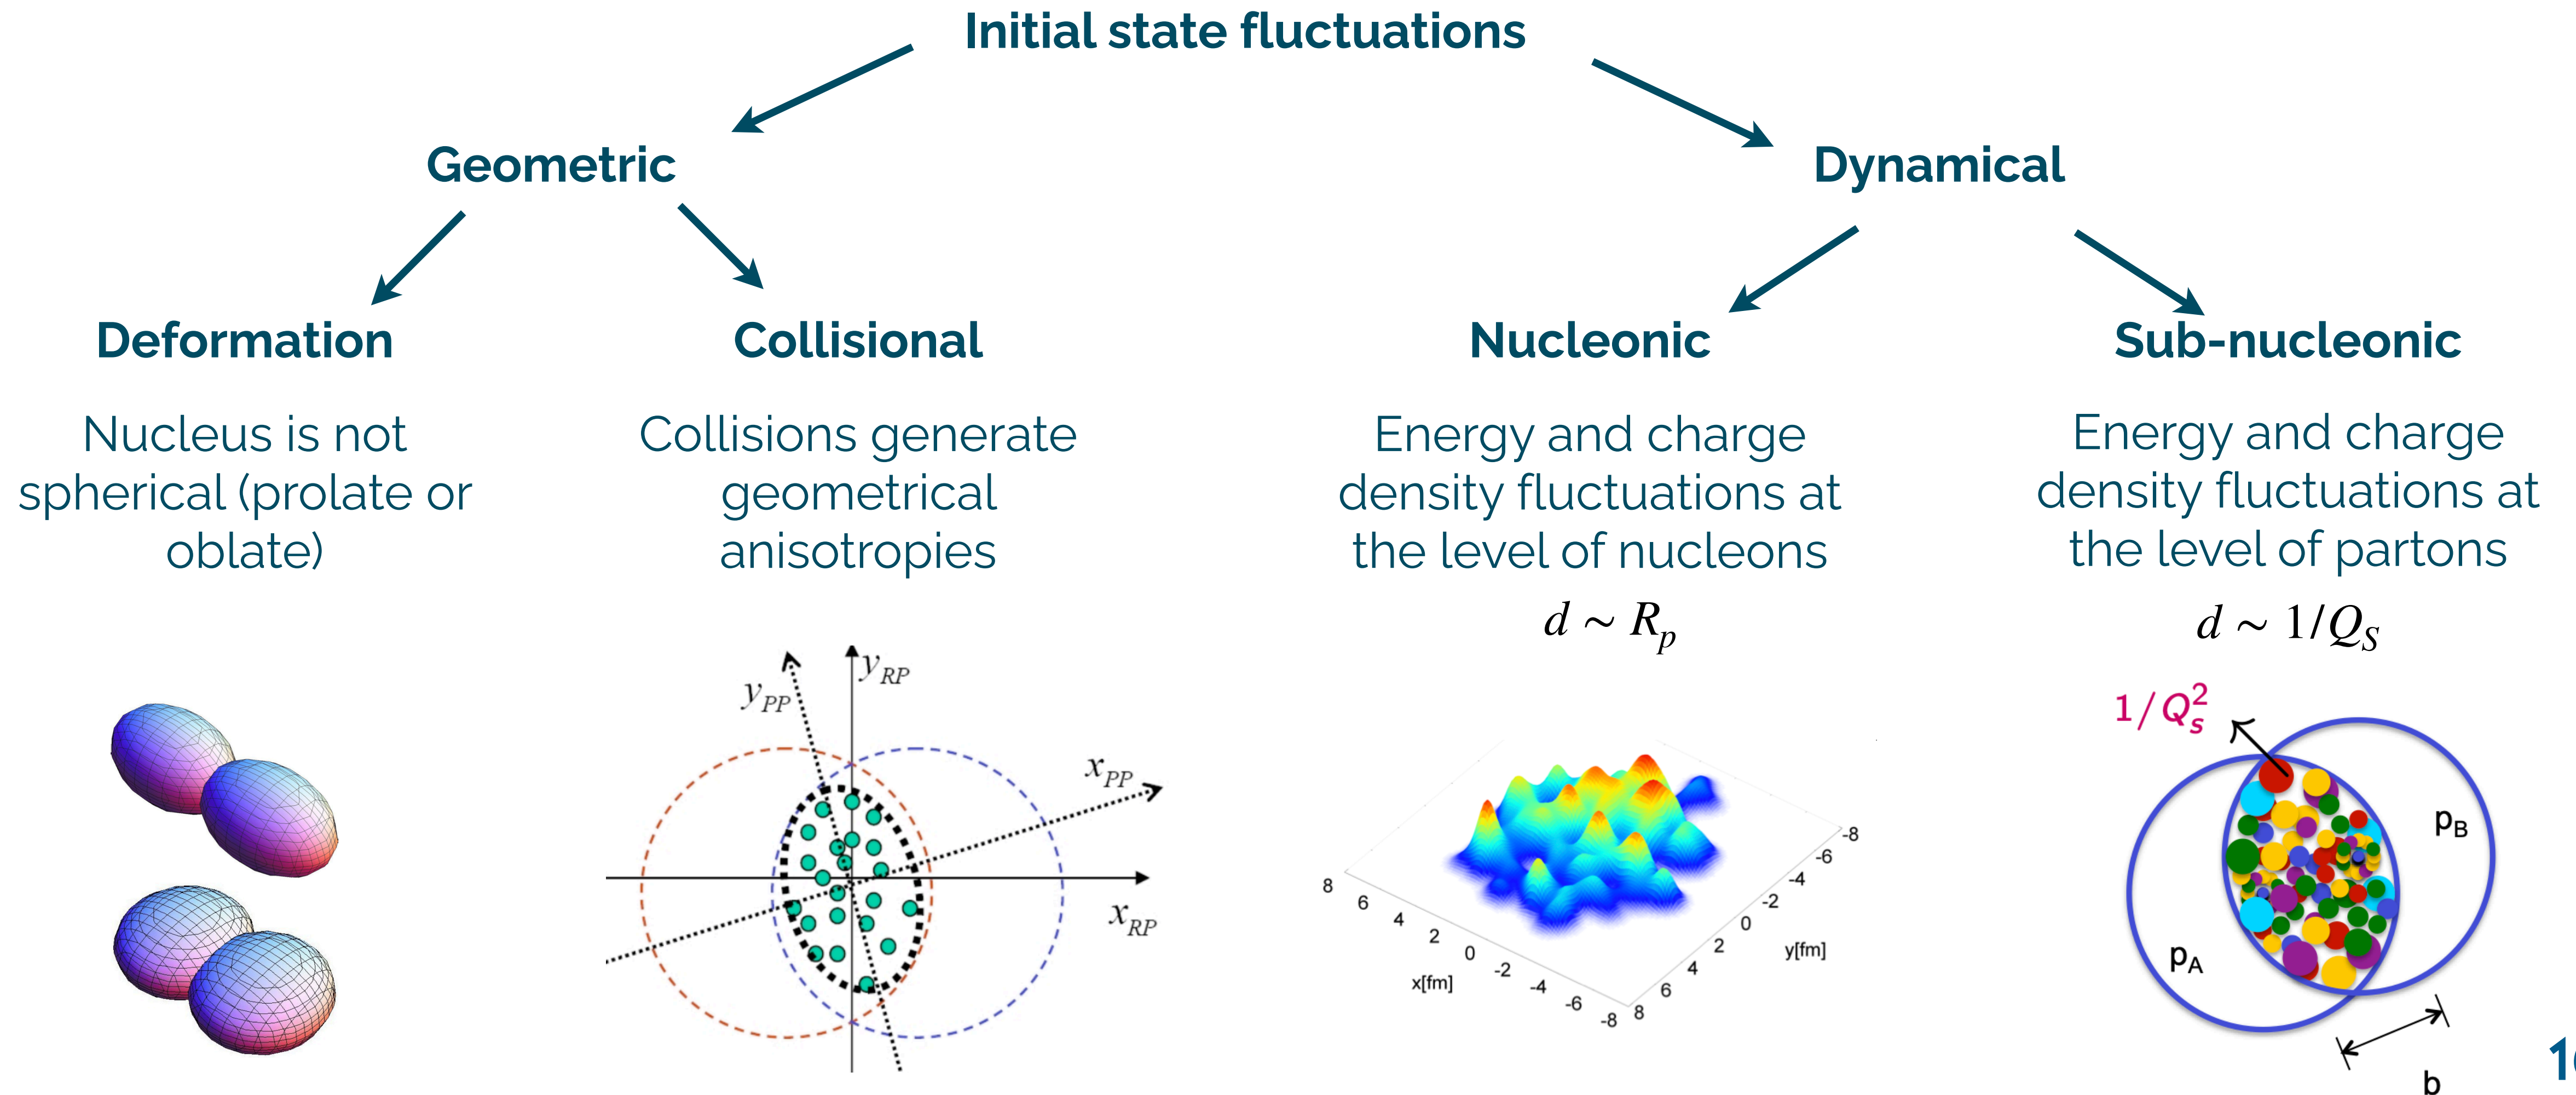 Initial state fluctuations
Geometric
Dynamical
Deformation
Collisional
Nucleonic
Sub-nucleonic
Nucleus is not
spherical (prolate or
oblate)
Collisions generate
geometrical
anisotropies
Energy and charge
density fluctuations at
the level of nucleons
d ~ R_p
Energy and charge
density fluctuations at
the level of partons
d ~ 1/Q_S
y_PP
y_RP
x_PP
x_RP
8
6
4
2
0
-2
-4
-6
-8
x[fm]
-8
-6
-4
-2
0
2
4
6
8
y[fm]
1/Q_s^2
p_B
p_A
b